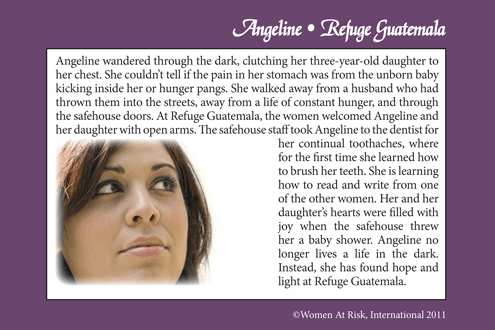 Angeline • Refuge Guatemala
Angeline wandered through the dark, clutching her three-year-old daughter to
her chest. She couldn't tell if the pain in her stomach was from the unborn baby
kicking inside her or hunger pangs. She walked away from a husband who had
thrown them into the streets, away from a life of constant hunger, and through
the safehouse doors. At Refuge Guatemala, the women welcomed Angeline and
her daughter with open arms. The safehouse staff took Angeline to the dentist for
her continual toothaches, where
for the first time she learned how
to brush her teeth. She is learning
how to read and write from one
of the other women. Her and her
daughter's hearts were filled with
joy when the safehouse threw
her a baby shower. Angeline no
longer lives a life in the dark.
Instead, she has found hope and
light at Refuge Guatemala.
©Women At Risk, International 2011